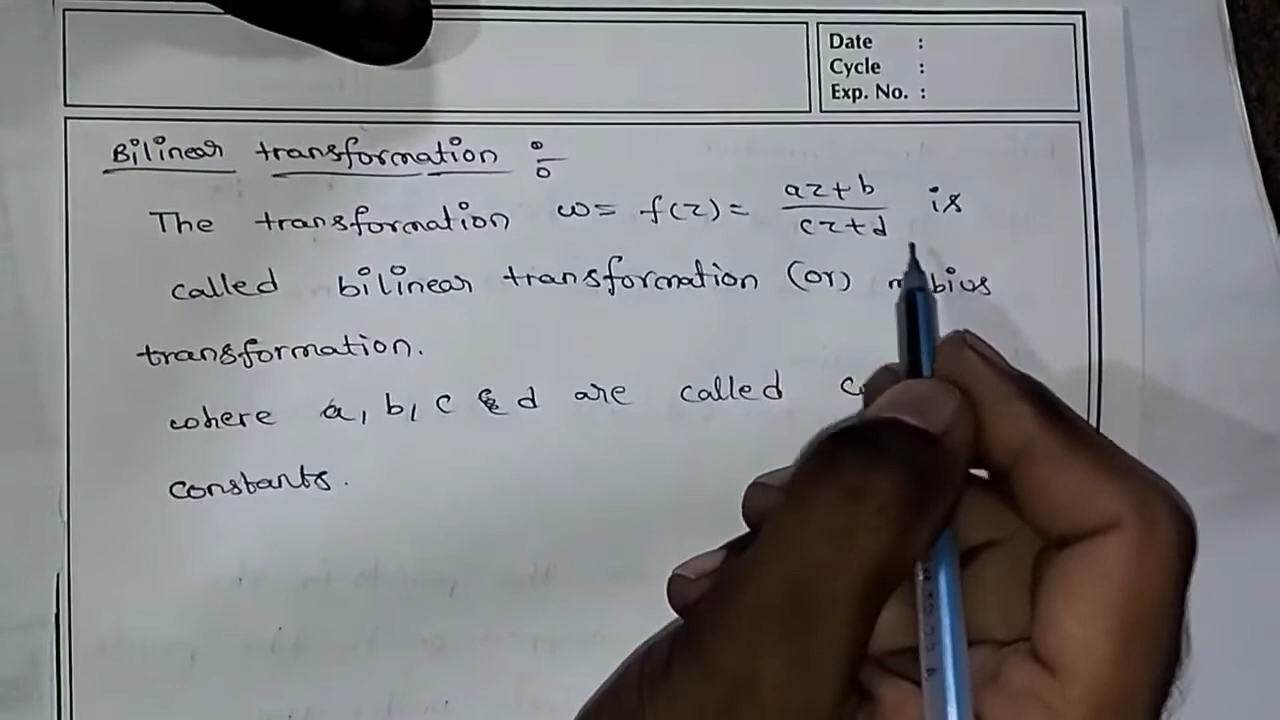 Date :
Cycle :
Exp. No. :
Bilinear transformation :
The transformation w = f(z) = az+b / cz+d is
called bilinear transformation (or)
transformation.
where a, b, c & d are called
constants.